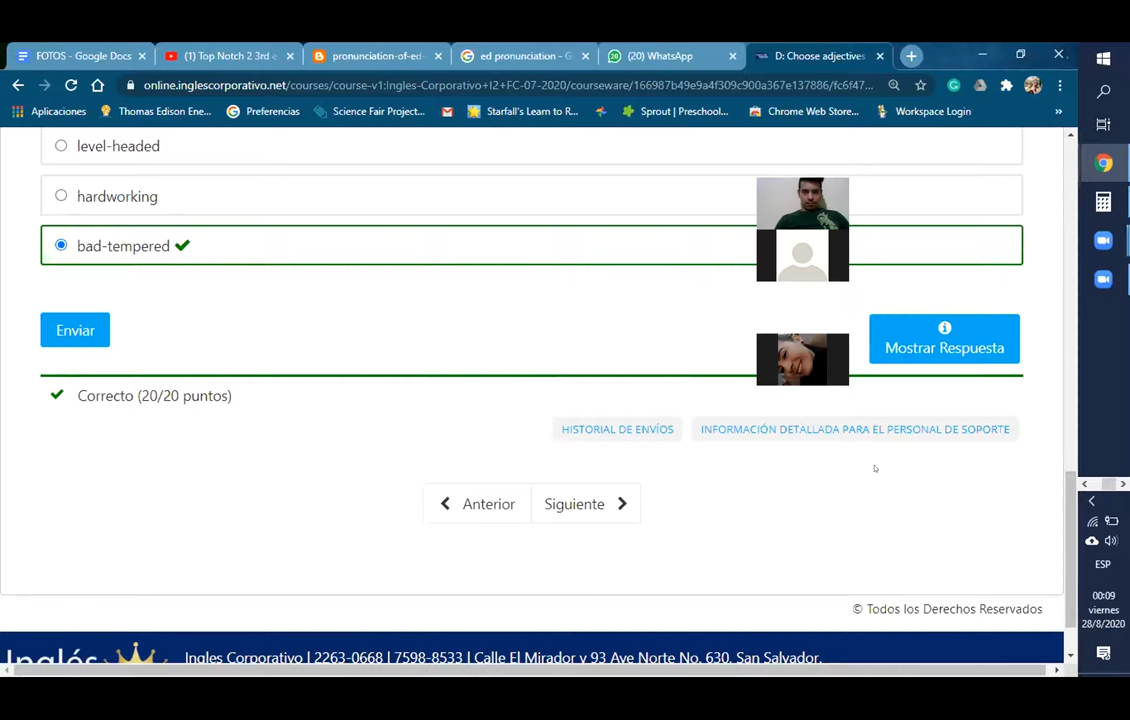 FOTOS - Google Docs
(1) Top Notch 2 3rd e
pronunciation-of-ed-
ed pronunciation - G
(20) WhatsApp
D: Choose adjectives
online.inglescorporativo.net/courses/course-v1:Ingles-Corporativo+I2+FC-07-2020/courseware/166987b49e9a4f309c900a367e137886/fc6f47...
Aplicaciones
Thomas Edison Ene...
Preferencias
Science Fair Project...
Starfall's Learn to R...
Sprout | Preschool...
Chrome Web Store...
Workspace Login
»
level-headed
hardworking
bad-tempered
Enviar
Mostrar Respuesta
Correcto (20/20 puntos)
HISTORIAL DE ENVÍOS
INFORMACIÓN DETALLADA PARA EL PERSONAL DE SOPORTE
Anterior
Siguiente
© Todos los Derechos Reservados
Inglés
Ingles Corporativo | 2263-0668 | 7598-8533 | Calle El Mirador y 93 Ave Norte No. 630, San Salvador.
ESP
00:09
viernes
28/8/2020